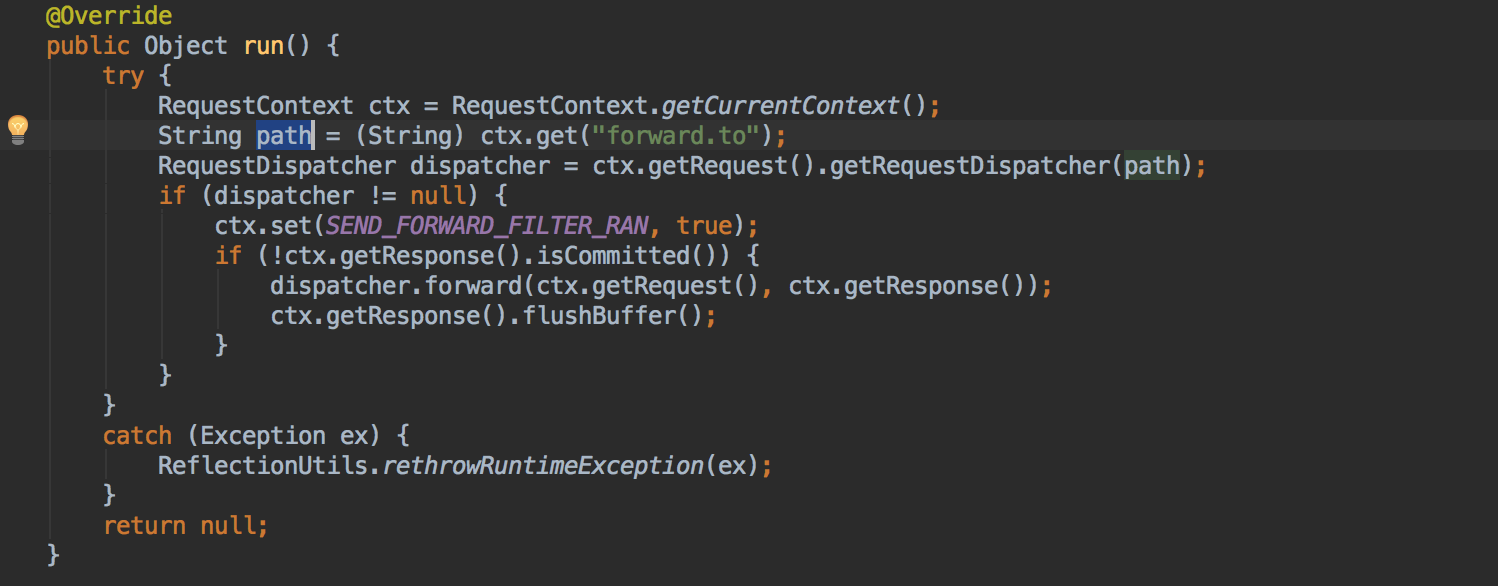 @Override
public Object run() {
try {
RequestContext ctx = RequestContext.getCurrentContext();
String path = (String) ctx.get("forward.to");
RequestDispatcher dispatcher = ctx.getRequest().getRequestDispatcher(path);
if (dispatcher != null) {
ctx.set(SEND_FORWARD_FILTER_RAN, true);
if (!ctx.getResponse().isCommitted()) {
dispatcher.forward(ctx.getRequest(), ctx.getResponse());
ctx.getResponse().flushBuffer();
}
}
}
catch (Exception ex) {
ReflectionUtils.rethrowRuntimeException(ex);
}
return null;
}